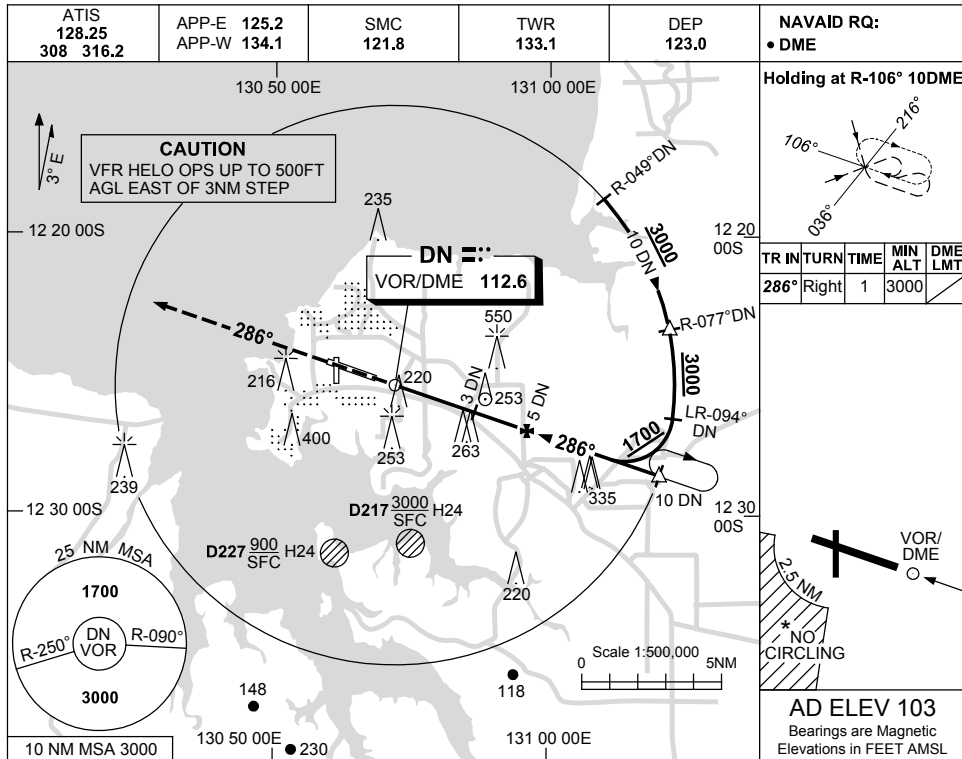 ATIS
128.25
308 316.2
APP-E 125.2
APP-W 134.1
SMC
121.8
TWR
133.1
DEP
123.0
NAVAID RQ:
• DME
130 50 00E
131 00 00E
3° E
CAUTION
VFR HELO OPS UP TO 500FT
AGL EAST OF 3NM STEP
235
R-049°DN
12 20 00S
12 20
00S
10 DN
3000
DN
VOR/DME 112.6
550
R-077°DN
286°
216
220
3 DN
253
5 DN
3000
LR-094°
DN
400
253
263
286°
1700
239
335
10 DN
12 30 00S
12 30
00S
D217 3000
SFC
H24
D227 900
SFC
H24
220
25 NM MSA
1700
R-250°
DN
VOR
R-090°
3000
Scale 1:500,000
0
5NM
148
118
230
10 NM MSA 3000
130 50 00E
131 00 00E
Holding at R-106° 10DME
216°
106°
036°
TR IN
TURN
TIME
MIN
ALT
DME
LMT
286°
Right
1
3000
VOR/
DME
2.5 NM
*NO
CIRCLING
AD ELEV 103
Bearings are Magnetic
Elevations in FEET AMSL